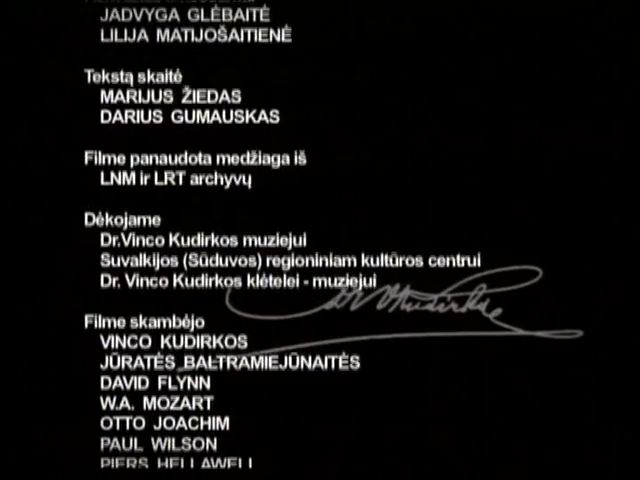 JADVYGA GLĖBAITĖ
LILIJA MATIJOŠAITIENĖ
Tekstą skaitė
MARIJUS ŽIEDAS
DARIUS GUMAUSKAS
Filme panaudota medžiaga iš
LNM ir LRT archyvų
Dėkojame
Dr.Vinco Kudirkos muziejui
Suvalkijos (Sūduvos) regioniniam kultūros centrui
Dr. Vinco Kudirkos klėtelei - muziejui
Filme skambėjo
VINCO KUDIRKOS
JŪRATĖS BALTRAMIEJŪNAITĖS
DAVID FLYNN
W.A. MOZART
OTTO JOACHIM
PAUL WILSON
PIERS HELLAWELL